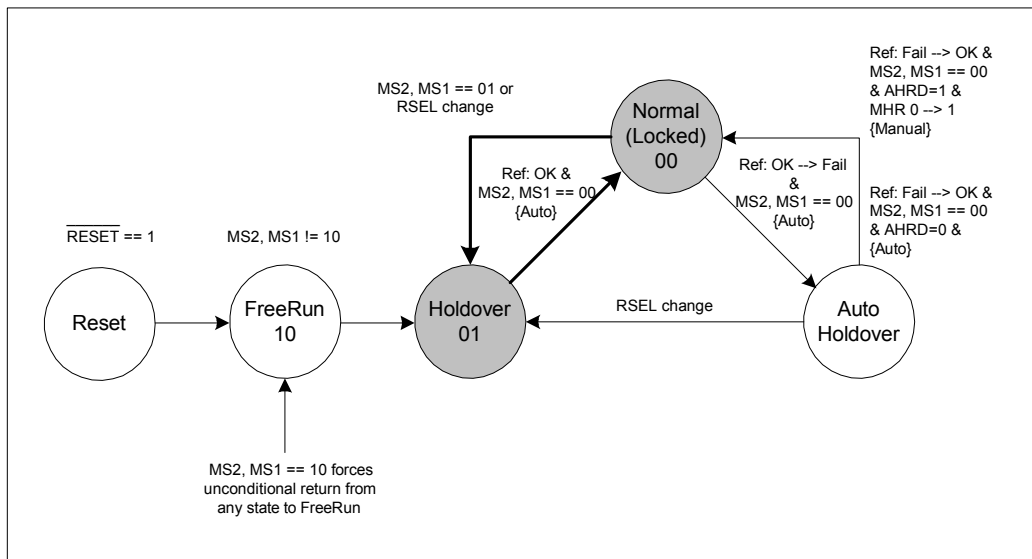 Ref: Fail --> OK &
MS2, MS1 == 00
& AHRD=1 &
MHR 0 --> 1
{Manual}
MS2, MS1 == 01 or
RSEL change
Normal
(Locked)
00
Ref: OK &
MS2, MS1 == 00
{Auto}
Ref: OK --> Fail
&
MS2, MS1 == 00
{Auto}
Ref: Fail --> OK &
MS2, MS1 == 00
& AHRD=0 &
{Auto}
RESET == 1
MS2, MS1 != 10
Reset
FreeRun
10
Holdover
01
RSEL change
Auto
Holdover
MS2, MS1 == 10 forces
unconditional return from
any state to FreeRun